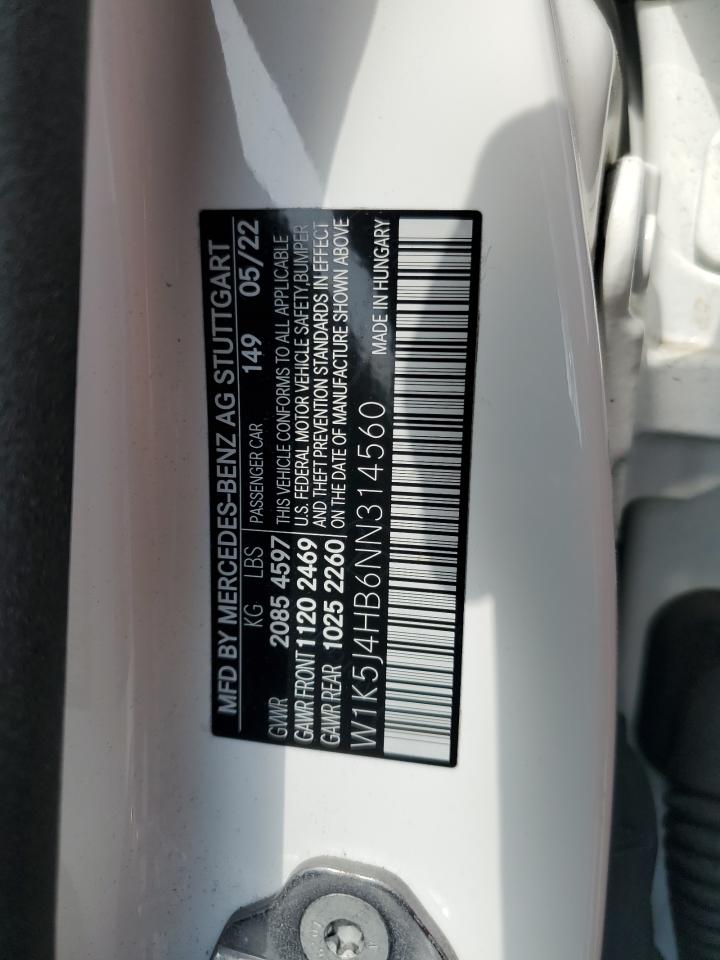 MFD BY MERCEDES-BENZ AG STUTTGART
KG LBS PASSENGER CAR 149 05/22
GVWR 2085 4597 THIS VEHICLE CONFORMS TO ALL APPLICABLE
GAWR FRONT 1120 2469 U.S. FEDERAL MOTOR VEHICLE SAFETY,BUMPER
GAWR REAR 1025 2260 AND THEFT PREVENTION STANDARDS IN EFFECT
ON THE DATE OF MANUFACTURE SHOWN ABOVE
W1K5J4HB6NN314560 MADE IN HUNGARY